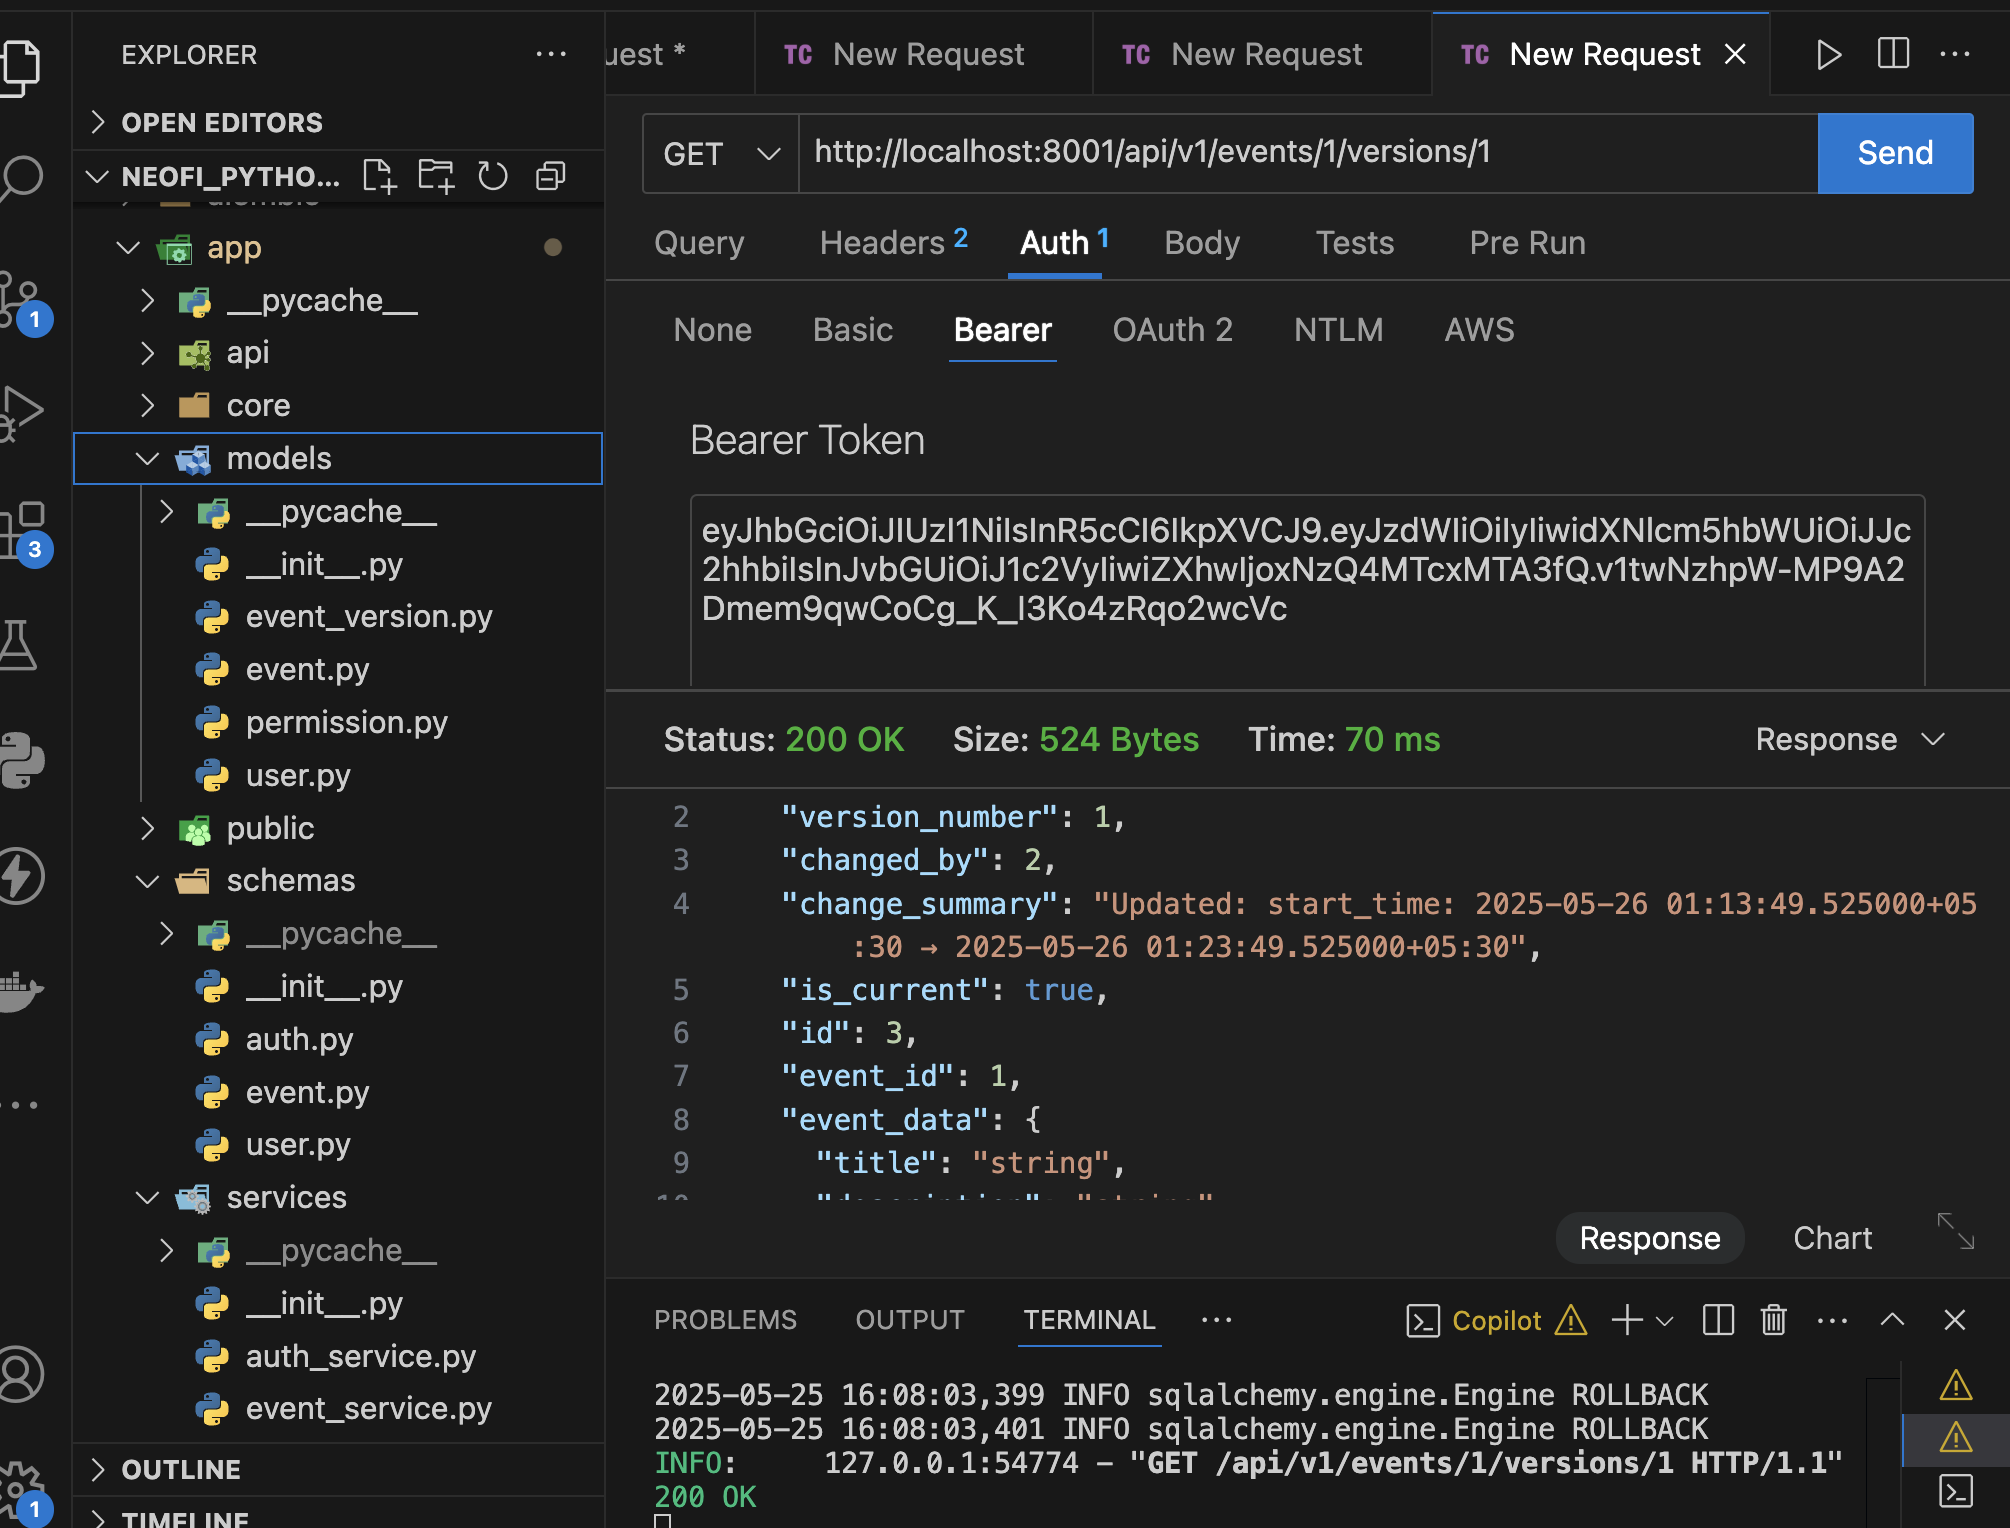 EXPLORER
OPEN EDITORS
NEOFI_PYTHO...
app
__pycache__
api
core
models
__pycache__
__init__.py
event_version.py
event.py
permission.py
user.py
public
schemas
__pycache__
__init__.py
auth.py
event.py
user.py
services
__pycache__
__init__.py
auth_service.py
event_service.py
OUTLINE
TIMELINE
1
3
1
uest *
TC New Request
TC New Request
TC New Request
GET http://localhost:8001/api/v1/events/1/versions/1 Send
Query Headers 2 Auth 1 Body Tests Pre Run
None Basic Bearer OAuth 2 NTLM AWS
Bearer Token
eyJhbGciOiJIUzI1NiIsInR5cCI6IkpXVCJ9.eyJzdWIiOiIyIiwidXNlcm5hbWUiOiJJc
2hhbiIsInJvbGUiOiJ1c2VyIiwiZXhwIjoxNzQ4MTcxMTA3fQ.v1twNzhpW-MP9A2
Dmem9qwCoCg_K_I3Ko4zRqo2wcVc
Status: 200 OK Size: 524 Bytes Time: 70 ms Response
2 "version_number": 1,
3 "changed_by": 2,
4 "change_summary": "Updated: start_time: 2025-05-26 01:13:49.525000+05
:30 → 2025-05-26 01:23:49.525000+05:30",
5 "is_current": true,
6 "id": 3,
7 "event_id": 1,
8 "event_data": {
9 "title": "string",
10 "description": "string"
Response Chart
PROBLEMS OUTPUT TERMINAL
Copilot
2025-05-25 16:08:03,399 INFO sqlalchemy.engine.Engine ROLLBACK
2025-05-25 16:08:03,401 INFO sqlalchemy.engine.Engine ROLLBACK
INFO: 127.0.0.1:54774 - "GET /api/v1/events/1/versions/1 HTTP/1.1"
200 OK